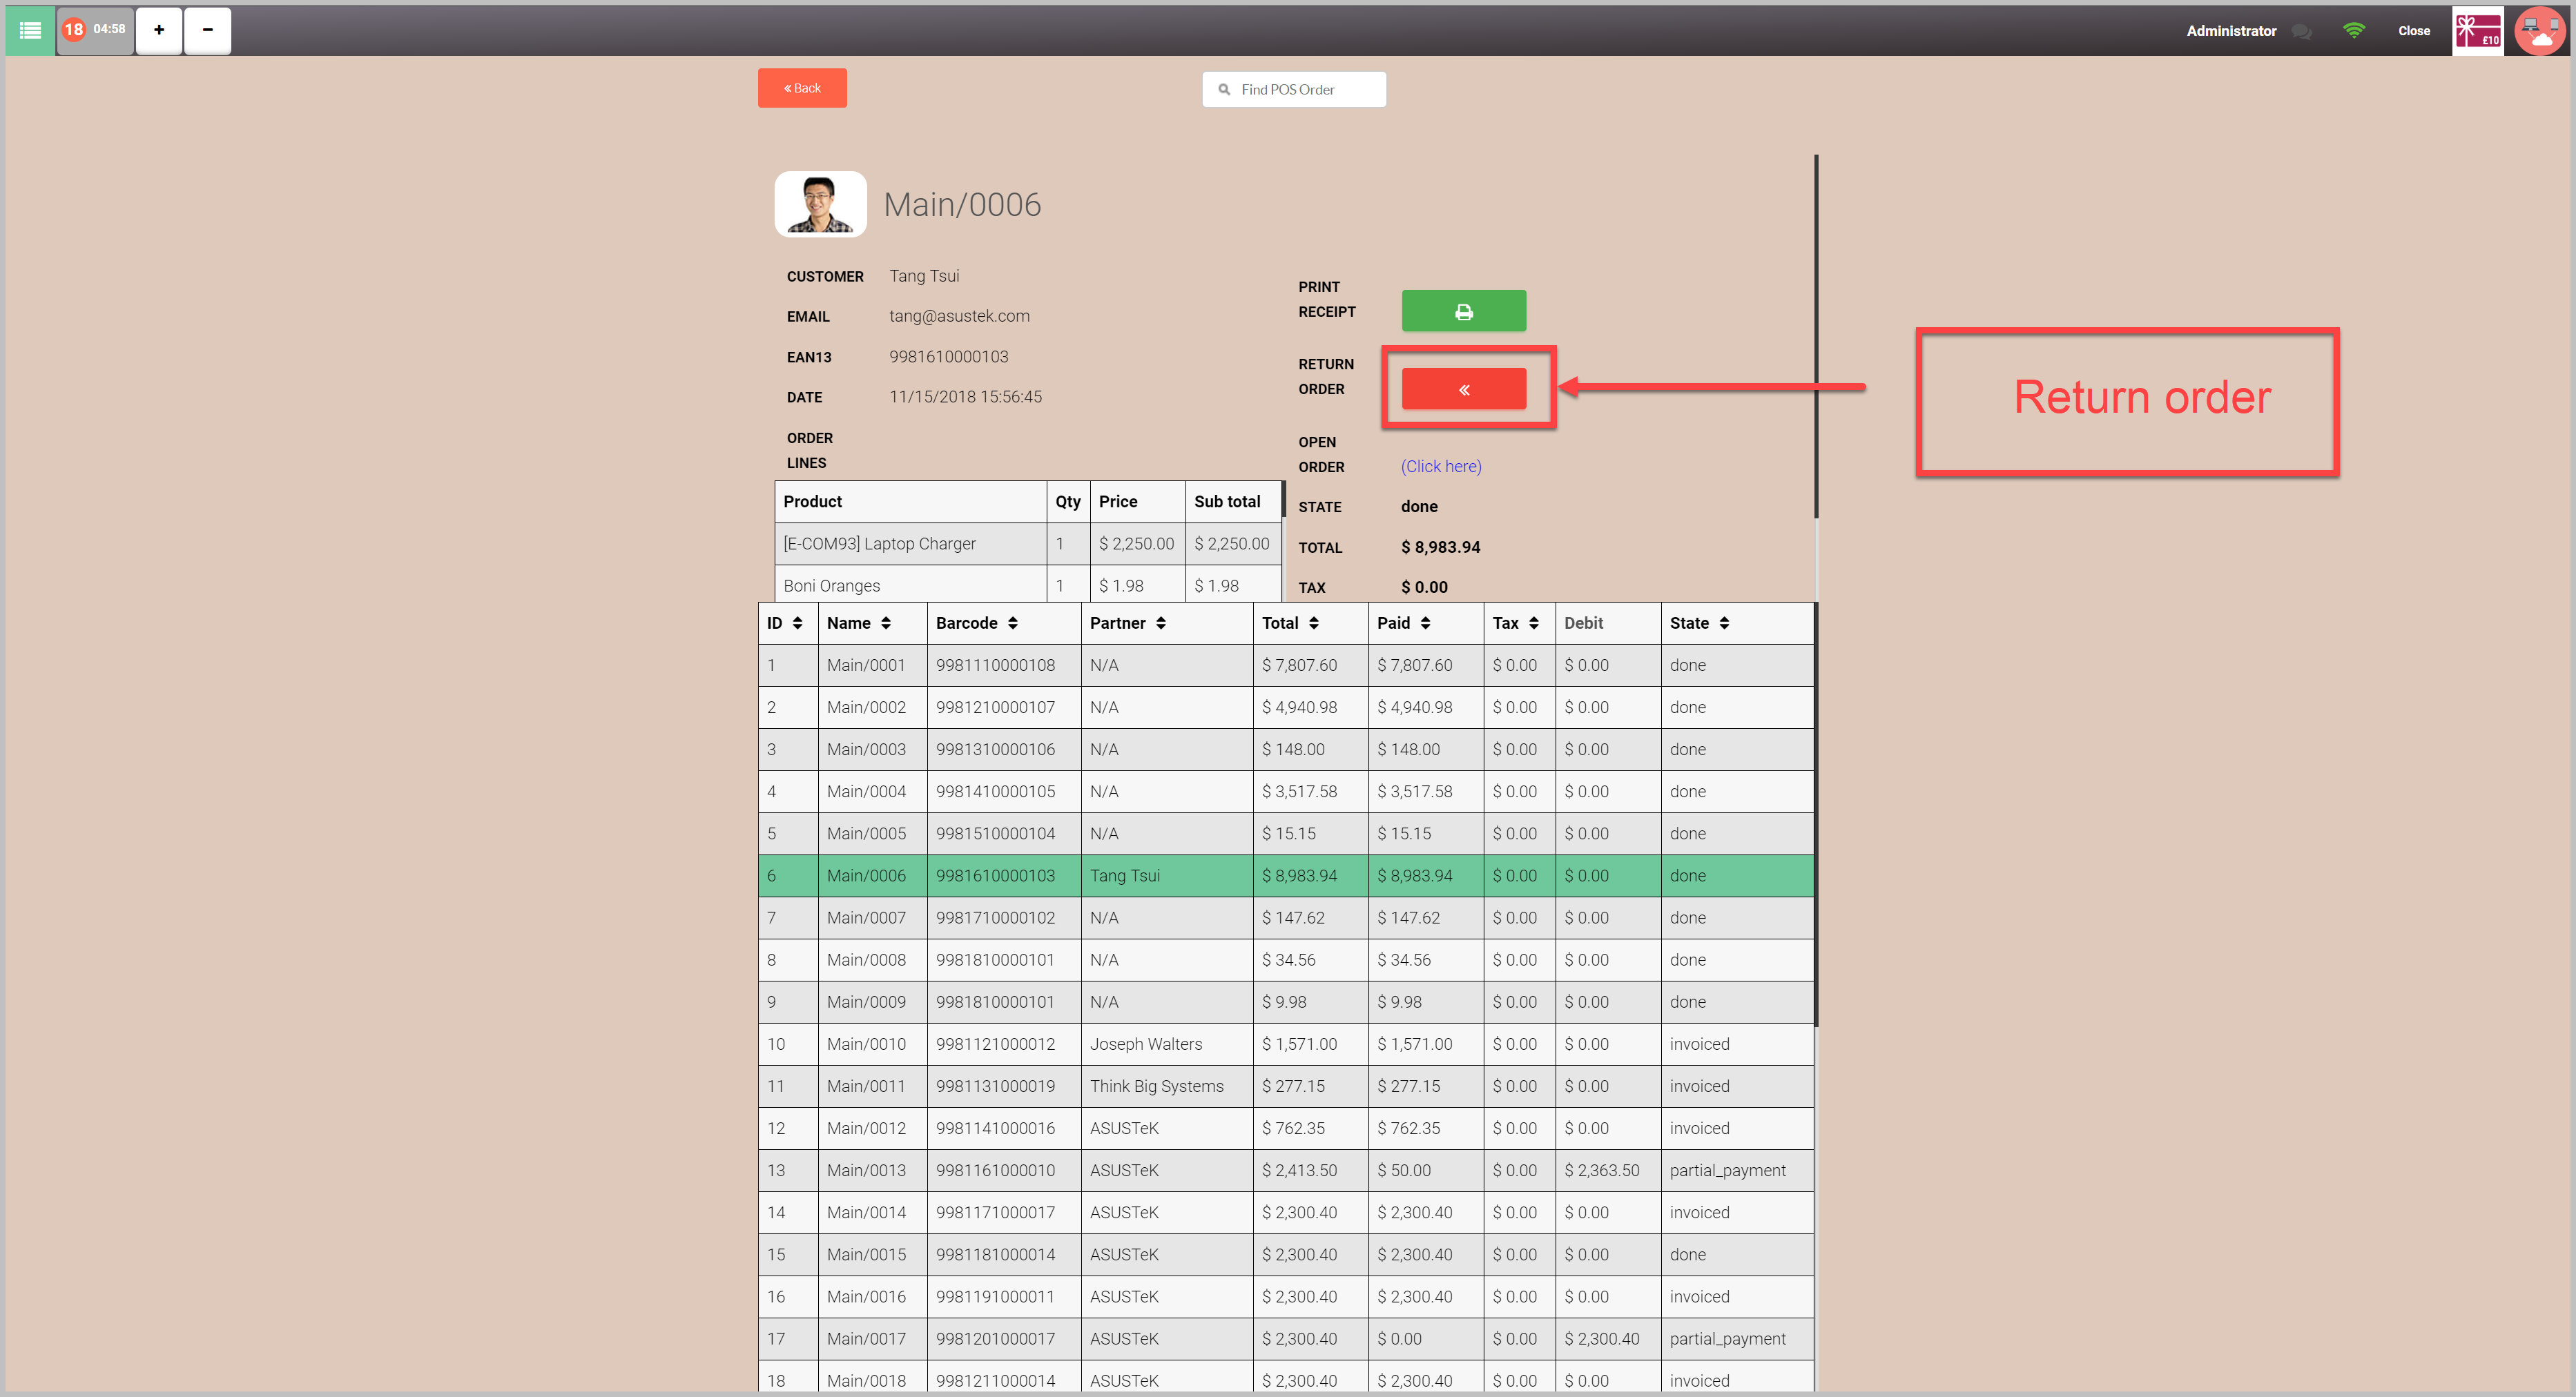 18 04:58 + - Administrator Close £10
« Back Find POS Order
Main/0006
CUSTOMER Tang Tsui
EMAIL tang@asustek.com
EAN13 9981610000103
DATE 11/15/2018 15:56:45
ORDER
LINES
Product Qty Price Sub total
[E-COM93] Laptop Charger 1 $ 2,250.00 $ 2,250.00
Boni Oranges 1 $ 1.98 $ 1.98
PRINT
RECEIPT
RETURN
ORDER «
OPEN
ORDER (Click here)
STATE done
TOTAL $ 8,983.94
TAX $ 0.00
Return order
ID Name Barcode Partner Total Paid Tax Debit State
1 Main/0001 9981110000108 N/A $ 7,807.60 $ 7,807.60 $ 0.00 $ 0.00 done
2 Main/0002 9981210000107 N/A $ 4,940.98 $ 4,940.98 $ 0.00 $ 0.00 done
3 Main/0003 9981310000106 N/A $ 148.00 $ 148.00 $ 0.00 $ 0.00 done
4 Main/0004 9981410000105 N/A $ 3,517.58 $ 3,517.58 $ 0.00 $ 0.00 done
5 Main/0005 9981510000104 N/A $ 15.15 $ 15.15 $ 0.00 $ 0.00 done
6 Main/0006 9981610000103 Tang Tsui $ 8,983.94 $ 8,983.94 $ 0.00 $ 0.00 done
7 Main/0007 9981710000102 N/A $ 147.62 $ 147.62 $ 0.00 $ 0.00 done
8 Main/0008 9981810000101 N/A $ 34.56 $ 34.56 $ 0.00 $ 0.00 done
9 Main/0009 9981810000101 N/A $ 9.98 $ 9.98 $ 0.00 $ 0.00 done
10 Main/0010 9981121000012 Joseph Walters $ 1,571.00 $ 1,571.00 $ 0.00 $ 0.00 invoiced
11 Main/0011 9981131000019 Think Big Systems $ 277.15 $ 277.15 $ 0.00 $ 0.00 invoiced
12 Main/0012 9981141000016 ASUSTeK $ 762.35 $ 762.35 $ 0.00 $ 0.00 invoiced
13 Main/0013 9981161000010 ASUSTeK $ 2,413.50 $ 50.00 $ 0.00 $ 2,363.50 partial_payment
14 Main/0014 9981171000017 ASUSTeK $ 2,300.40 $ 2,300.40 $ 0.00 $ 0.00 invoiced
15 Main/0015 9981181000014 ASUSTeK $ 2,300.40 $ 2,300.40 $ 0.00 $ 0.00 done
16 Main/0016 9981191000011 ASUSTeK $ 2,300.40 $ 2,300.40 $ 0.00 $ 0.00 invoiced
17 Main/0017 9981201000017 ASUSTeK $ 2,300.40 $ 0.00 $ 0.00 $ 2,300.40 partial_payment
18 Main/0018 9981211000014 ASUSTeK $ 2,300.40 $ 2,300.40 $ 0.00 $ 0.00 invoiced